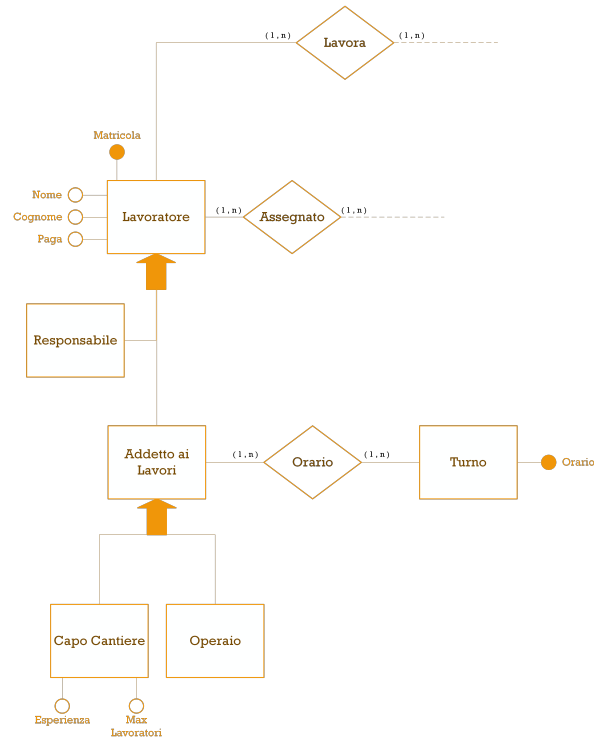 (1,n)
Lavora
(1,n)
Matricola
Nome
Cognome
Paga
Lavoratore
(1,n)
Assegnato
(1,n)
Responsabile
Addetto ai
Lavori
(1,n)
Orario
(1,n)
Turno
Orario
Capo Cantiere
Operaio
Esperienza
Max
Lavoratori